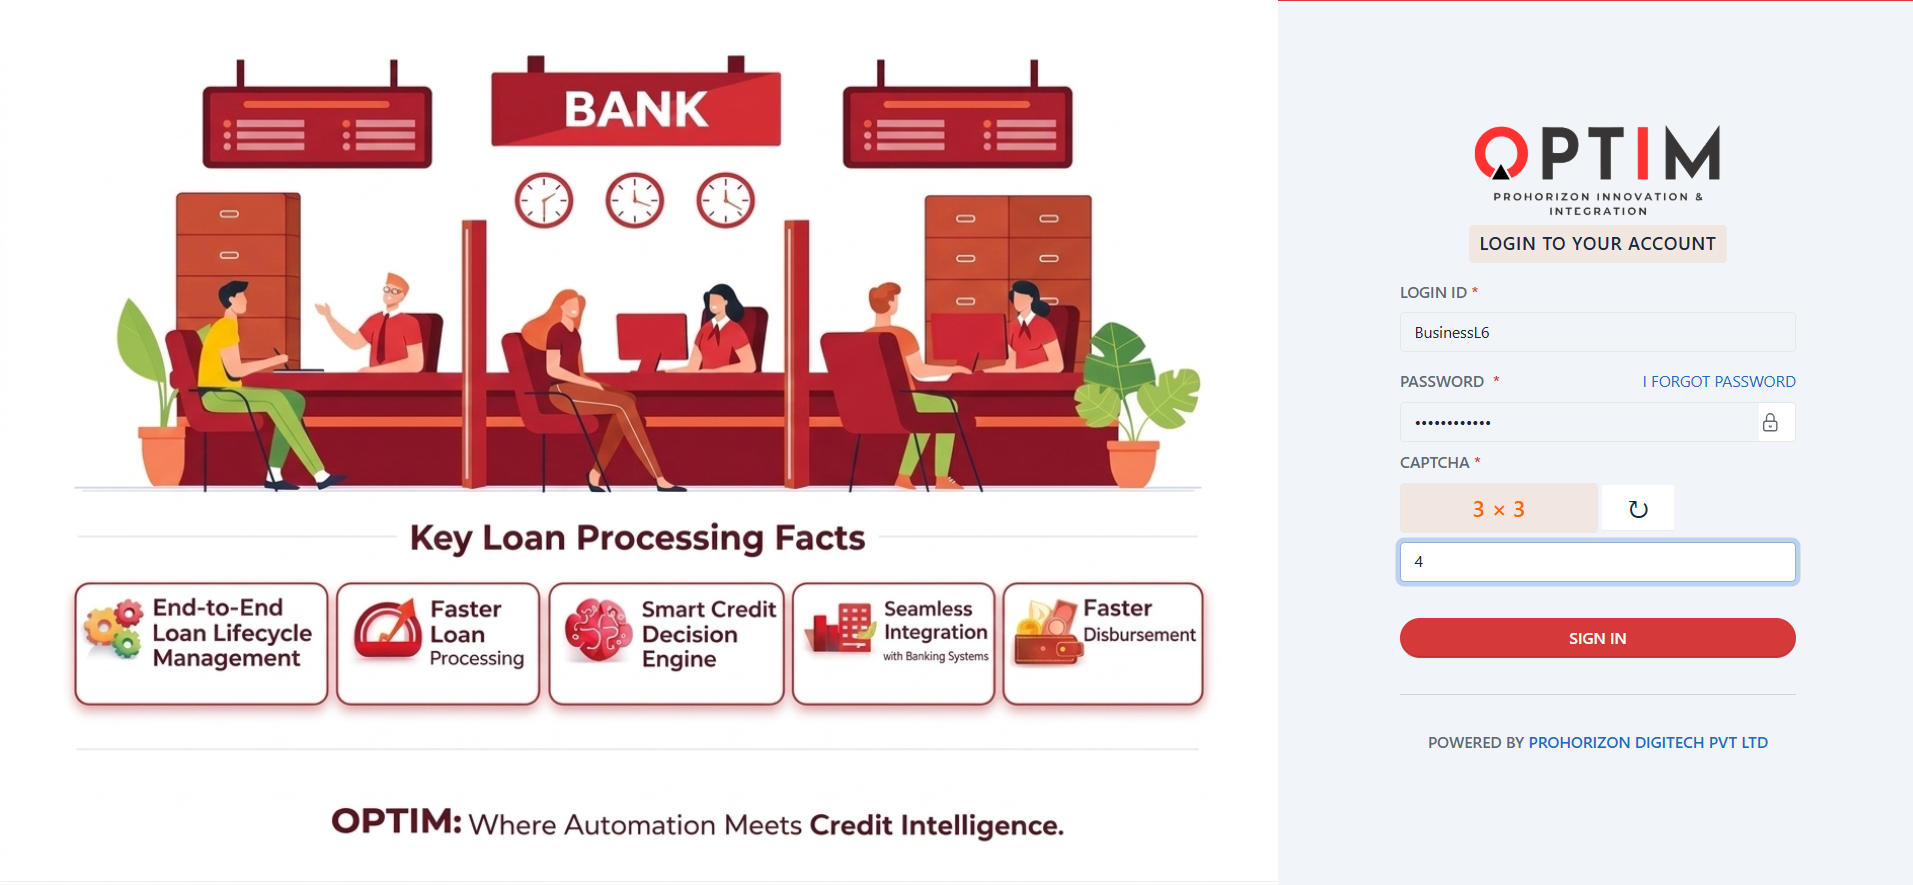 BANK
Key Loan Processing Facts
End-to-End
Loan Lifecycle
Management
Faster
Loan
Processing
Smart Credit
Decision
Engine
Seamless
Integration
with Banking Systems
Faster
Disbursement
OPTIM: Where Automation Meets Credit Intelligence.
OPTIM
PROHORIZON INNOVATION &
INTEGRATION
LOGIN TO YOUR ACCOUNT
LOGIN ID *
BusinessL6
PASSWORD * I FORGOT PASSWORD
••••••••••••
CAPTCHA *
3 × 3 ↻
4
SIGN IN
POWERED BY PROHORIZON DIGITECH PVT LTD